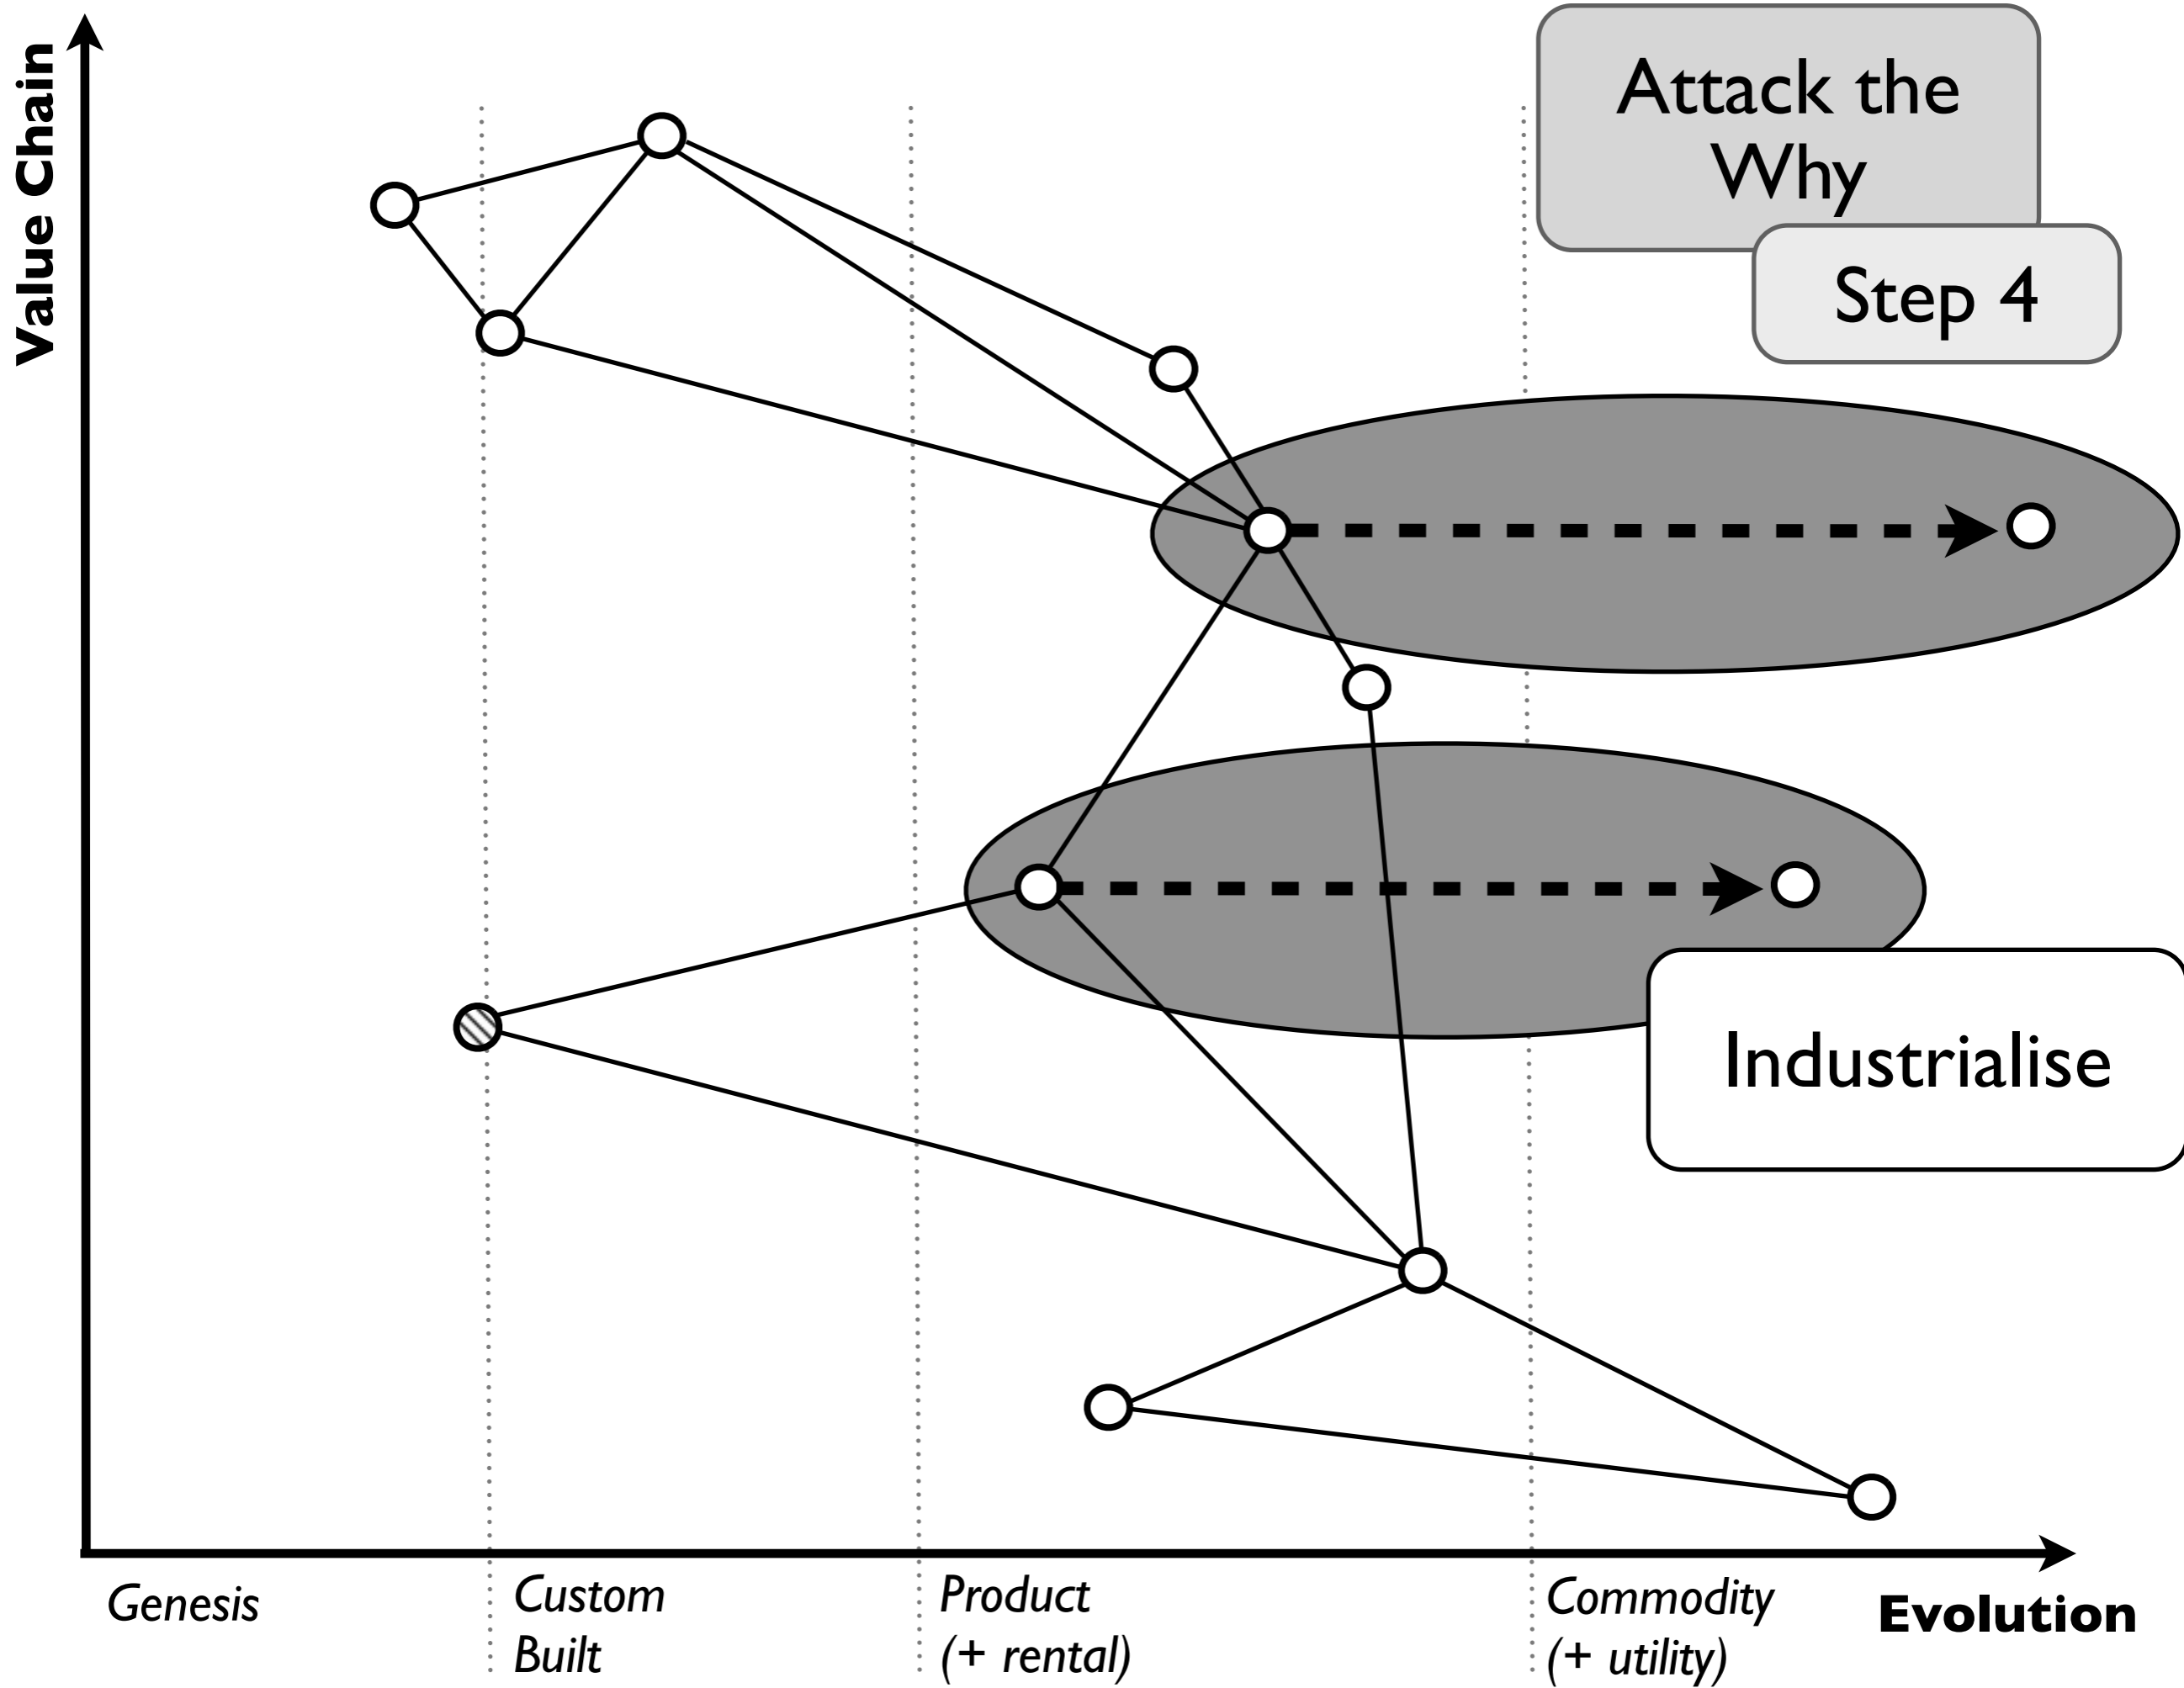 Value Chain
Attack the
Why
Step 4
Industrialise
Genesis
Custom
Built
Product
(+ rental)
Commodity
(+ utility)
Evolution